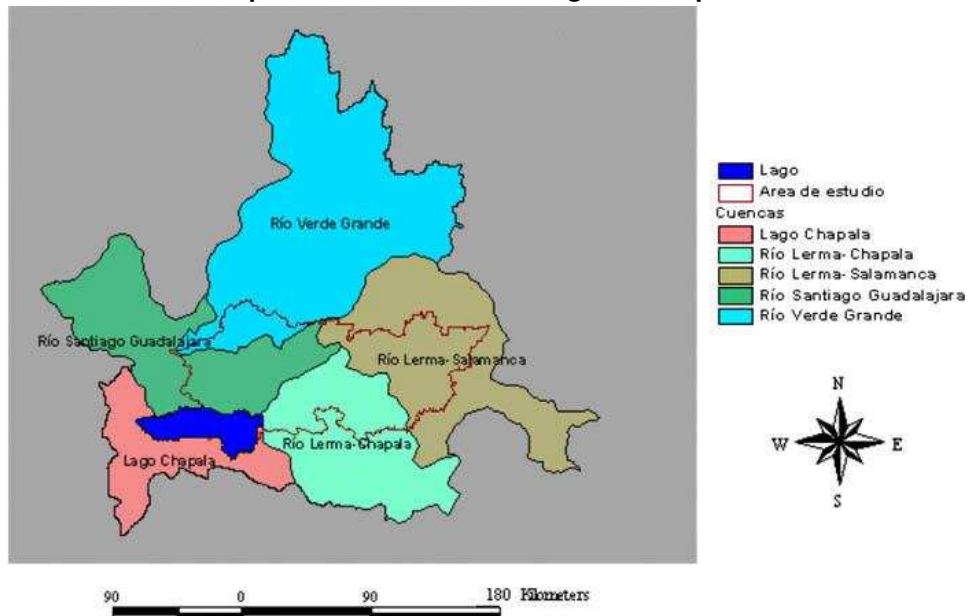 Río Verde Grande
Río Santiago Guadalajara
Río Lerma-Salamanca
Río Lerma-Chapala
Lago Chapala
Lago
Area de estudio
Cuencas
Lago Chapala
Río Lerma-Chapala
Río Lerma-Salamanca
Río Santiago Guadalajara
Río Verde Grande
N
W E
S
90 0 90 180 Kilometers